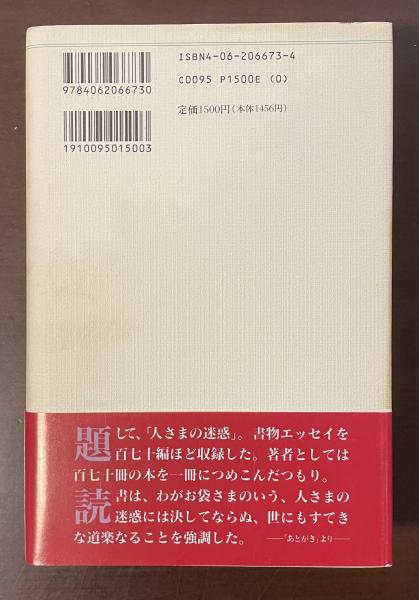 ISBN4-06-206673-4
C0095 P1500E (0)
定価1500円(本体1456円)
9784062066730
1910095015003
題して、「人さまの迷惑」。書物エッセイを
百七十編ほど収録した。著者としては
百七十冊の本を一冊につめこんだつもり。
読書は、わがお袋さまのいう、人さまの
迷惑には決してならぬ、世にもすてき
な道楽なることを強調した。 ──「あとがき」より──